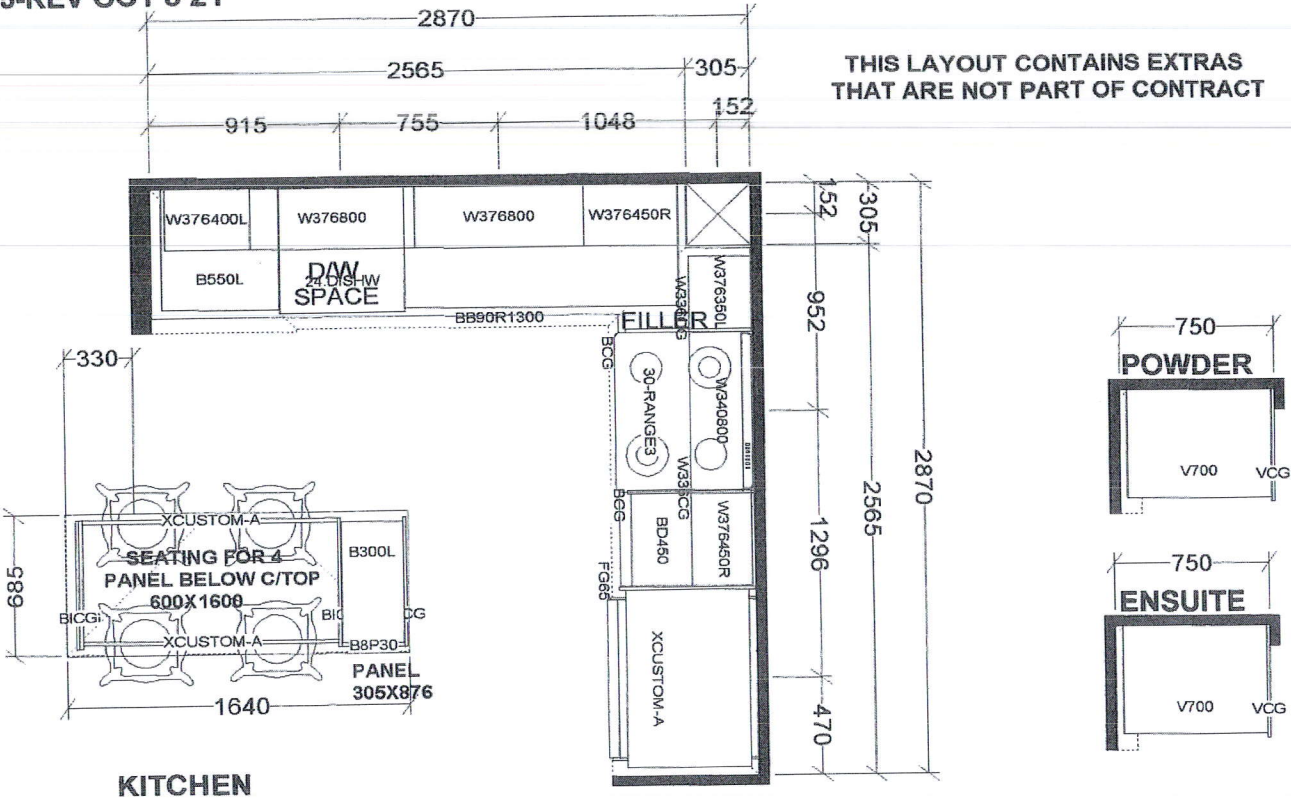 2870
2565
305
THIS LAYOUT CONTAINS EXTRAS
THAT ARE NOT PART OF CONTRACT
915
755
1048
152
W376400L
W376800
W376800
W376450R
B550L
D/W
24.DISHW
SPACE
BB90R1300
FILLER
W376350L
BCG
30-RANGE3
W340800
BCG
BD450
W376450R
FG65
XCUSTOM-A
152
305
952
1296
470
2565
2870
330
685
XCUSTOM-A
SEATING FOR 4
PANEL BELOW C/TOP
600X1600
B300L
XCUSTOM-A
B8P30
PANEL
305X876
1640
KITCHEN
750
POWDER
V700
VCG
750
ENSUITE
V700
VCG